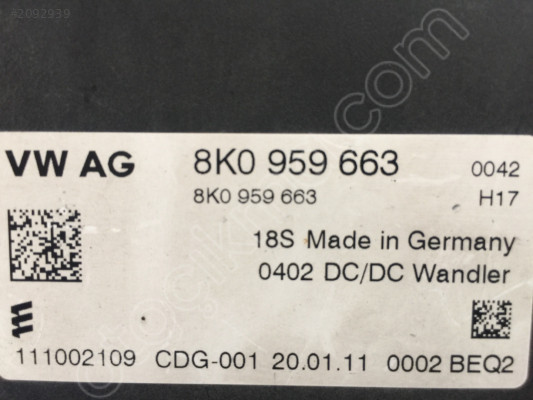 32092939
VW AG 8K0 959 663 0042
8K0 959 663 H17
18S Made in Germany
0402 DC/DC Wandler
111002109 CDG-001 20.01.11 0002 BEQ2